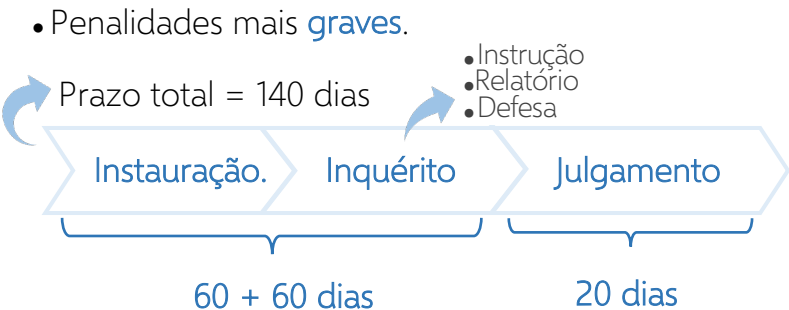 • Penalidades mais graves.
Prazo total = 140 dias
• Instrução
• Relatório
• Defesa
Instauração.
Inquérito
Julgamento
60 + 60 dias
20 dias